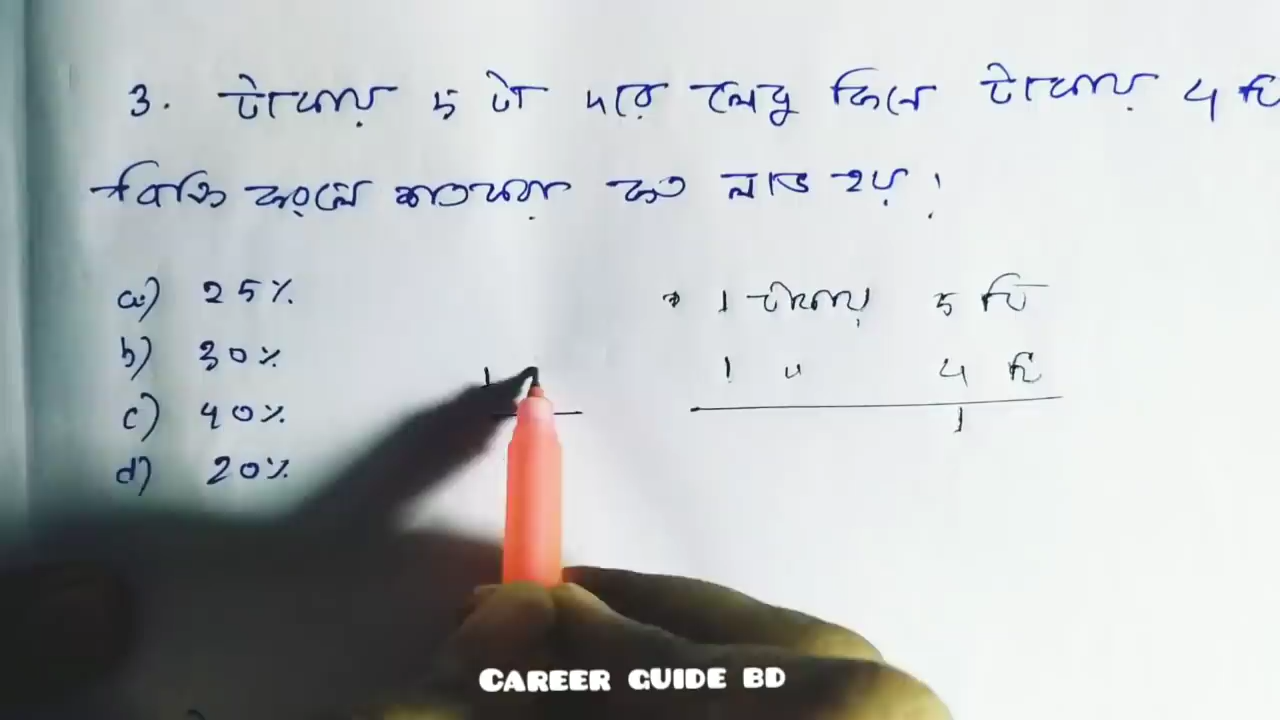 3. টাকায় 5 টা দরে লেবু কিনে টাকায় 4 টি
বিক্রি করলে শতকরা কত লাভ হয়!
a) 25%
b) 30%
c) 40%
d) 20%
* 1 টাকায় 5 টি
1 " 4 টি
1
1
CAREER GUIDE BD